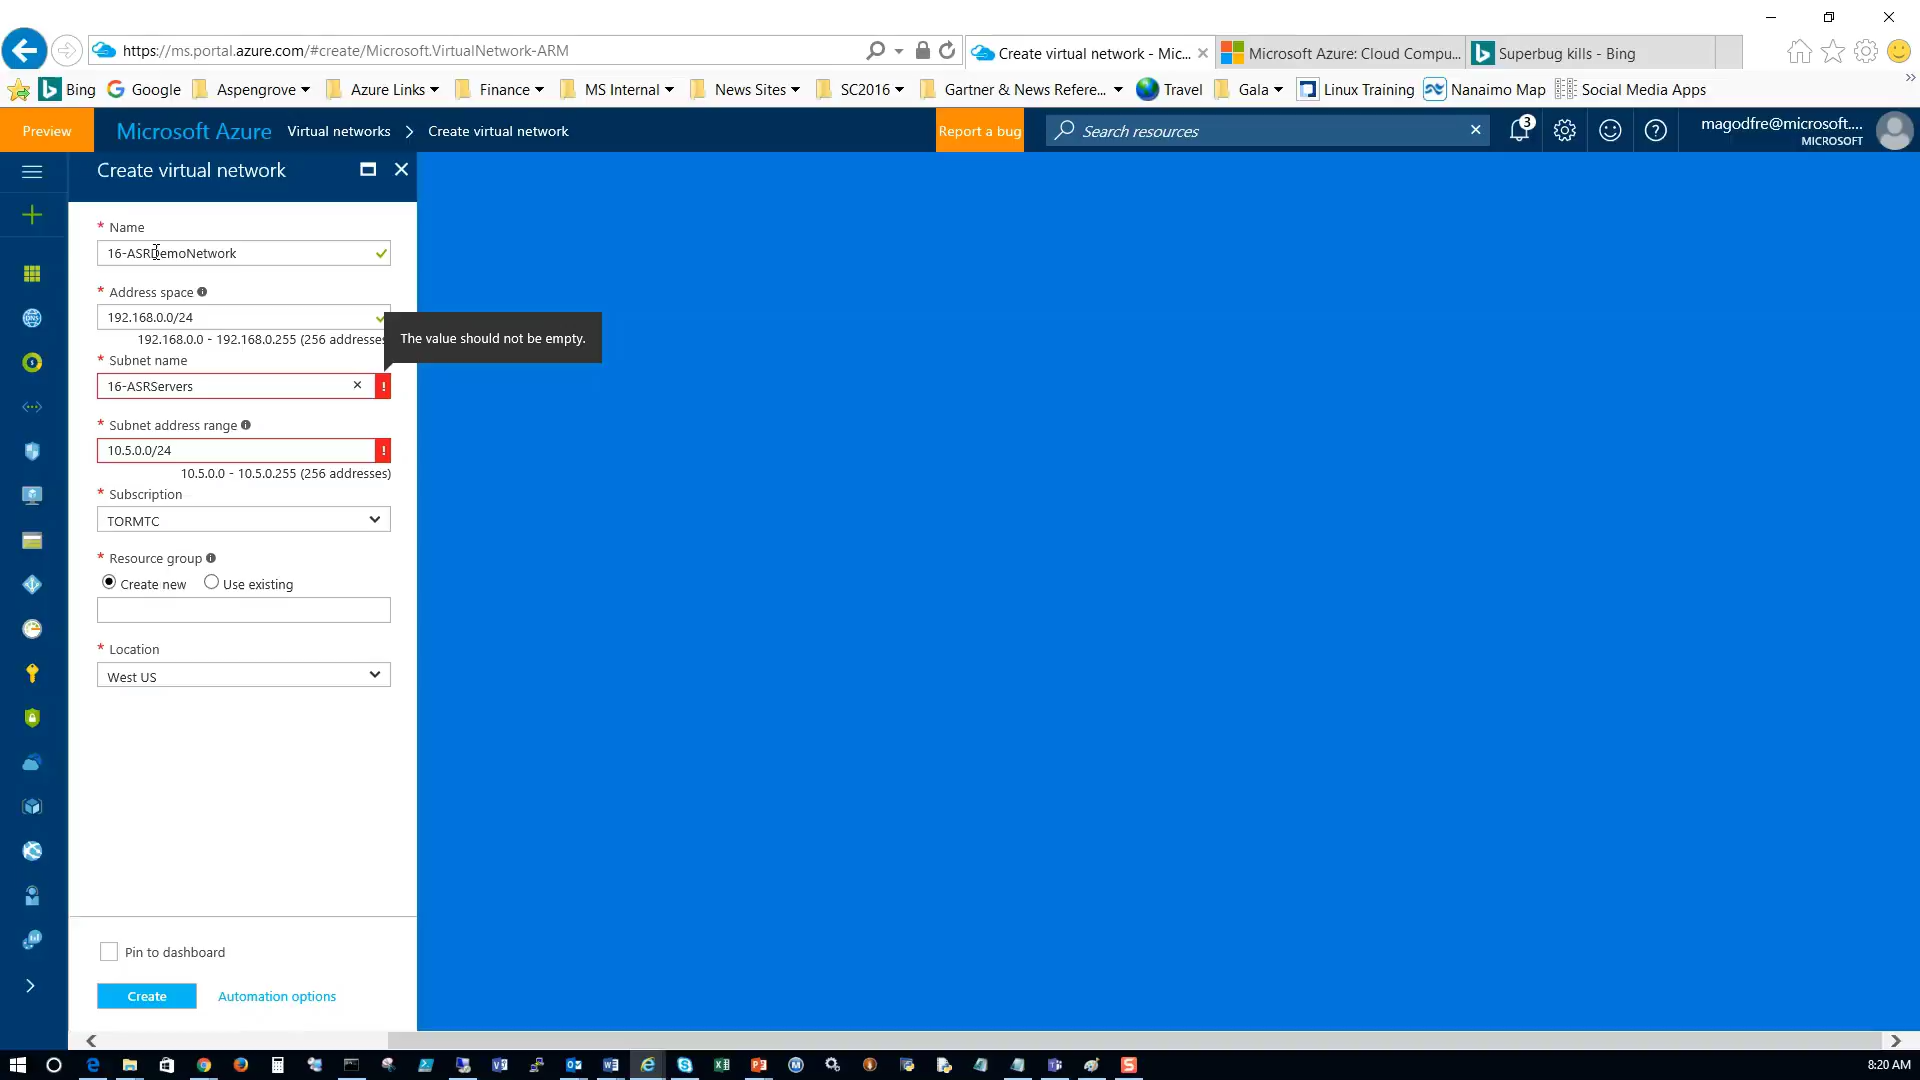 https://ms.portal.azure.com/#create/Microsoft.VirtualNetwork-ARM
Create virtual network - Mic...
Microsoft Azure: Cloud Compu...
Superbug kills - Bing
Bing
Google
Aspengrove
Azure Links
Finance
MS Internal
News Sites
SC2016
Gartner & News Refere...
Travel
Gala
Linux Training
Nanaimo Map
Social Media Apps
Preview
Microsoft Azure
Virtual networks > Create virtual network
Report a bug
Search resources
3
magodfre@microsoft....
MICROSOFT
Create virtual network
* Name
16-ASRDemoNetwork
* Address space
192.168.0.0/24
192.168.0.0 - 192.168.0.255 (256 addresses
The value should not be empty.
* Subnet name
16-ASRServers
* Subnet address range
10.5.0.0/24
10.5.0.0 - 10.5.0.255 (256 addresses)
* Subscription
TORMTC
* Resource group
Create new
Use existing
* Location
West US
Pin to dashboard
Create
Automation options
8:20 AM